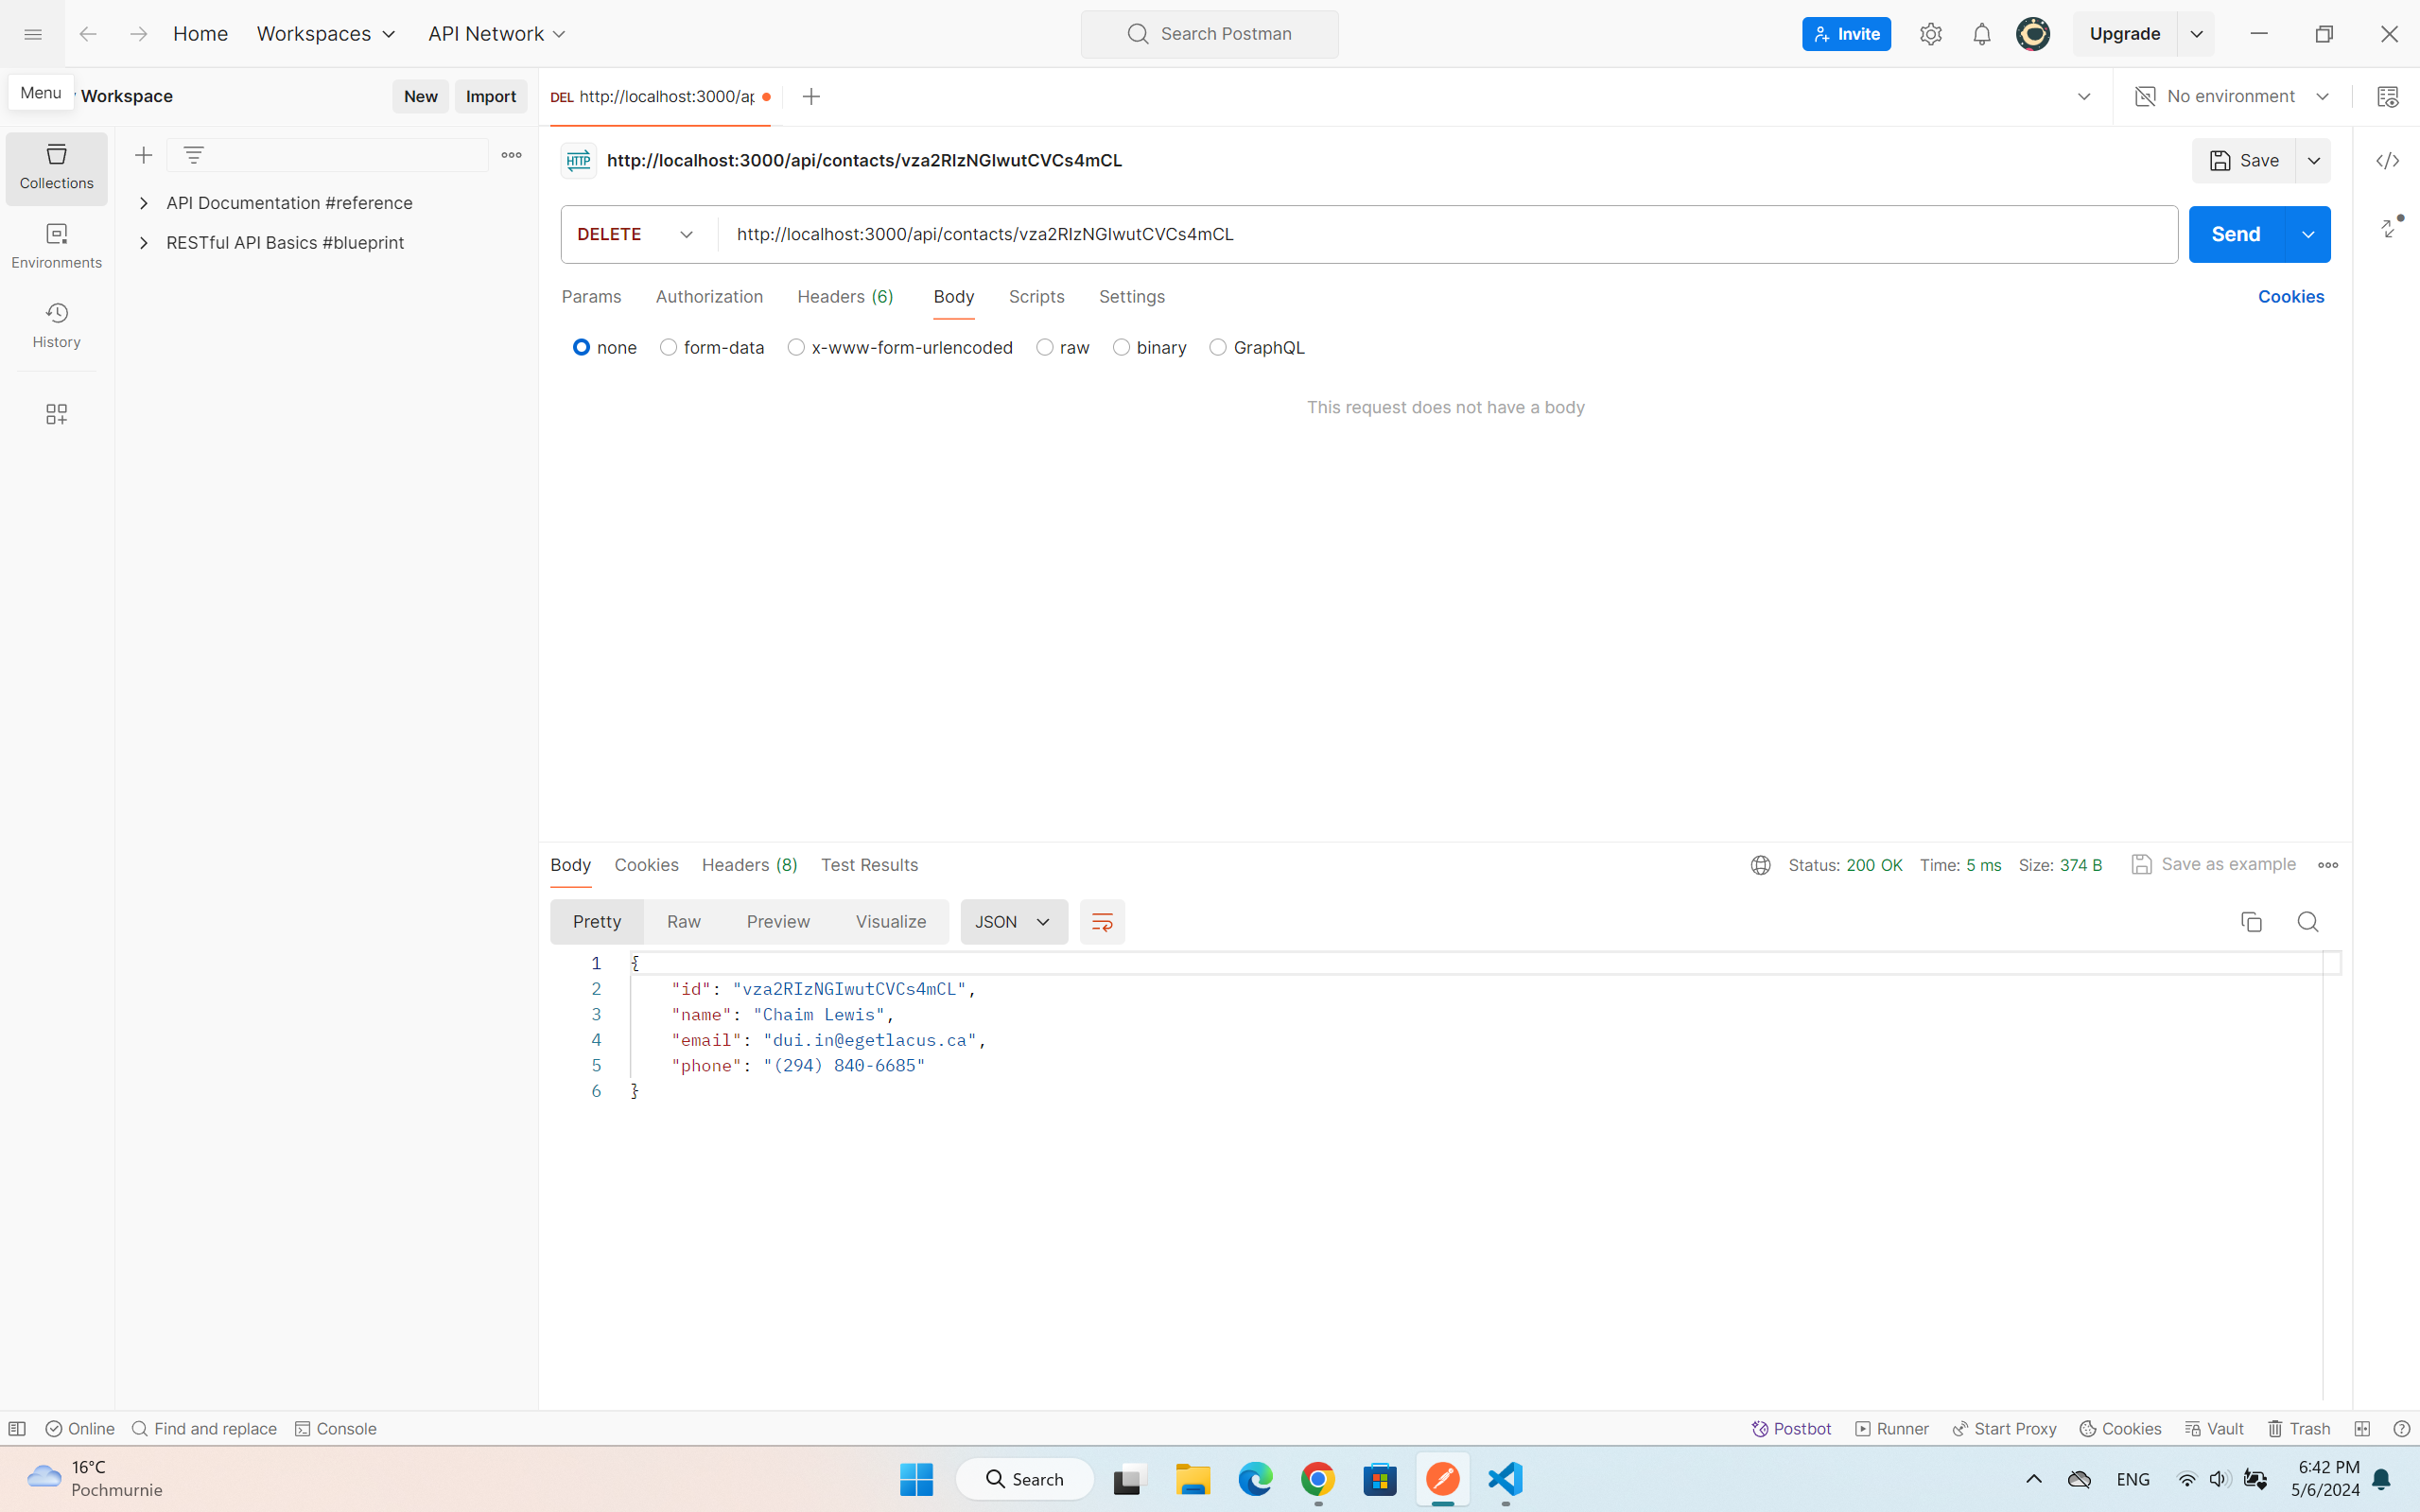 Home Workspaces API Network Search Postman Invite Upgrade
Menu Workspace New Import DEL http://localhost:3000/ap No environment
Collections
Environments
History
API Documentation #reference
RESTful API Basics #blueprint
HTTP http://localhost:3000/api/contacts/vza2RIzNGIwutCVCs4mCL Save
DELETE http://localhost:3000/api/contacts/vza2RIzNGIwutCVCs4mCL Send
Params Authorization Headers (6) Body Scripts Settings Cookies
none form-data x-www-form-urlencoded raw binary GraphQL
This request does not have a body
Body Cookies Headers (8) Test Results Status: 200 OK Time: 5 ms Size: 374 B Save as example
Pretty Raw Preview Visualize JSON
1 {
2 "id": "vza2RIzNGIwutCVCs4mCL",
3 "name": "Chaim Lewis",
4 "email": "dui.in@egetlacus.ca",
5 "phone": "(294) 840-6685"
6 }
Online Find and replace Console Postbot Runner Start Proxy Cookies Vault Trash
16°C
Pochmurnie
Search
ENG
6:42 PM
5/6/2024